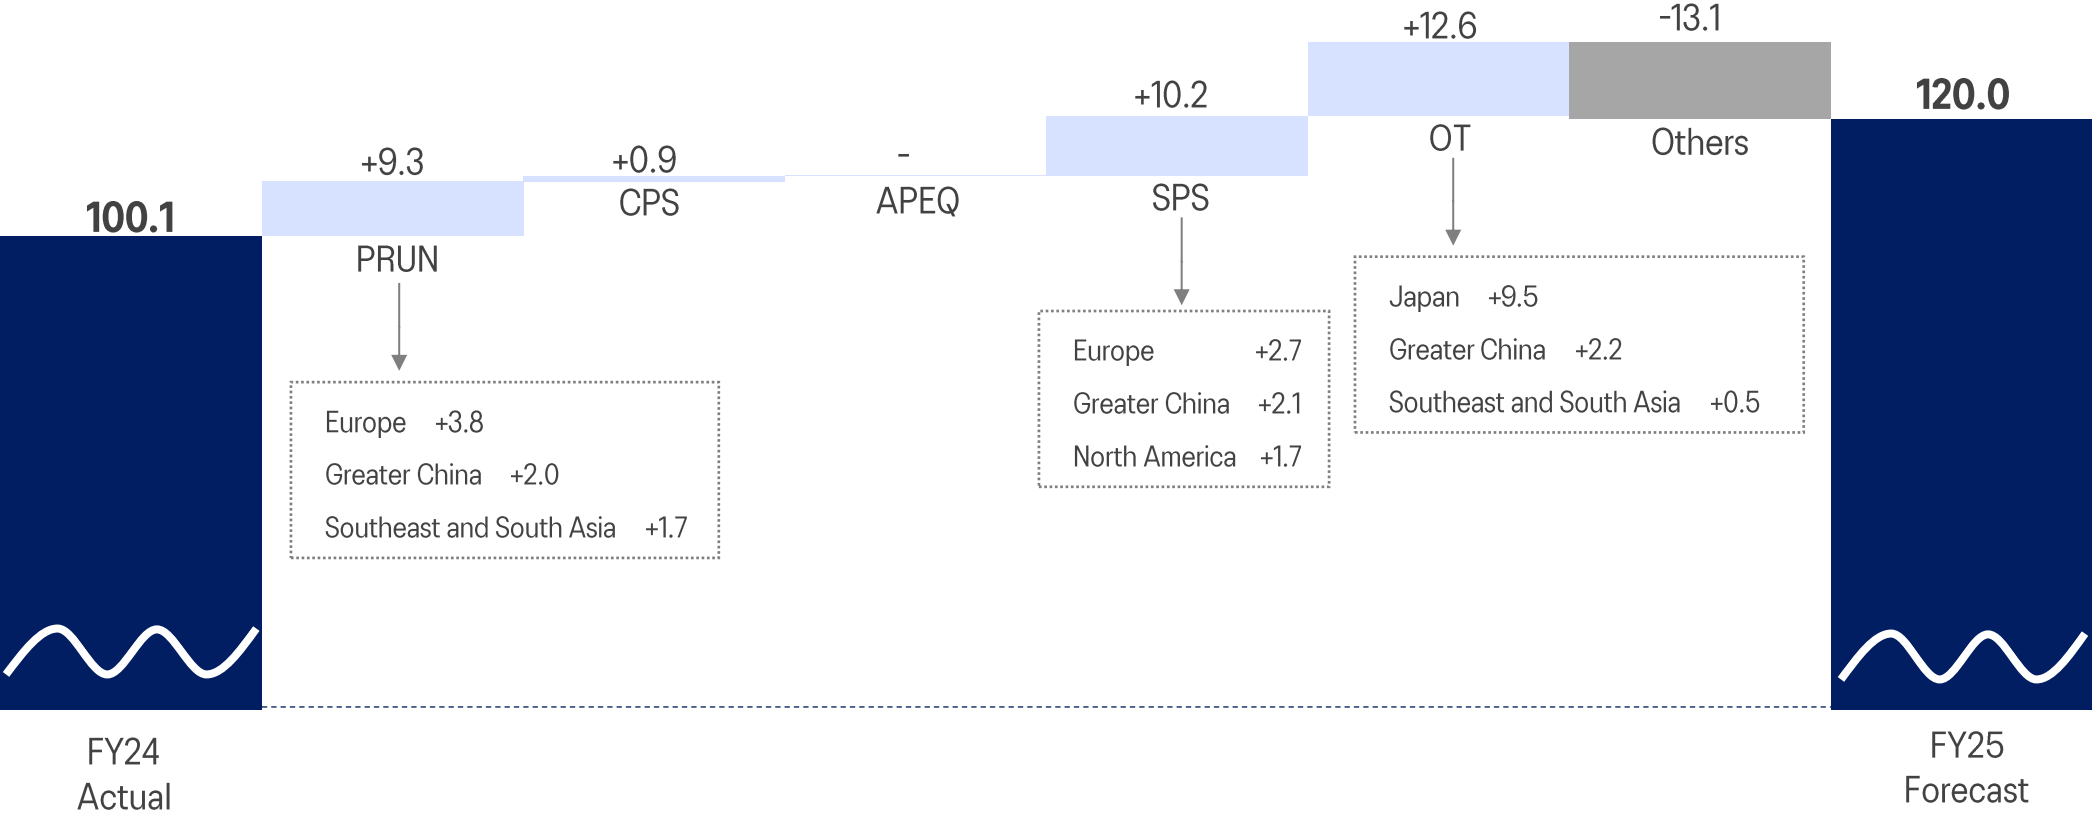 100.1
FY24
Actual
+9.3
PRUN
Europe +3.8
Greater China +2.0
Southeast and South Asia +1.7
+0.9
CPS
-
APEQ
+10.2
SPS
Europe +2.7
Greater China +2.1
North America +1.7
+12.6
OT
Japan +9.5
Greater China +2.2
Southeast and South Asia +0.5
-13.1
Others
120.0
FY25
Forecast